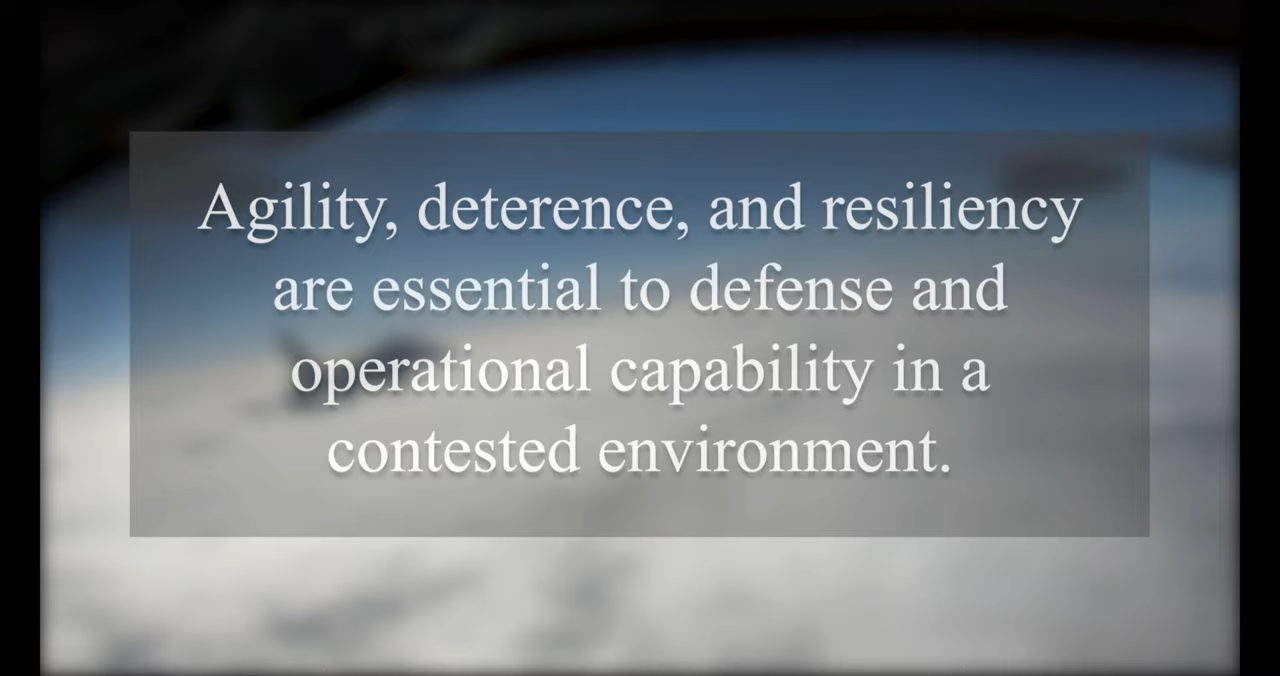 Agility, deterence, and resiliency
are essential to defense and
operational capability in a
contested environment.